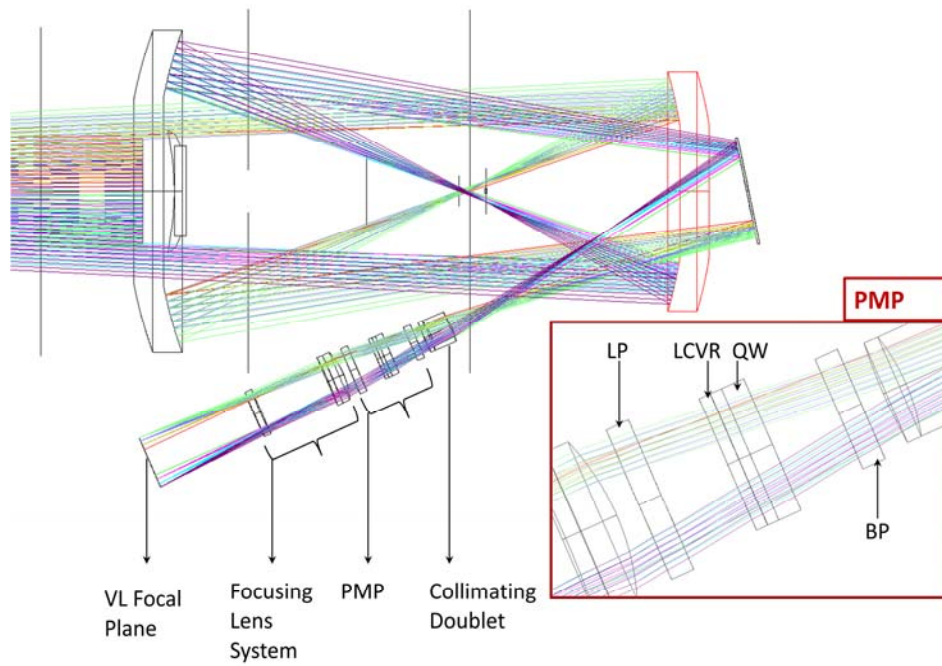 PMP
LP
LCVR
QW
BP
VL Focal
Plane
Focusing
Lens
System
PMP
Collimating
Doublet